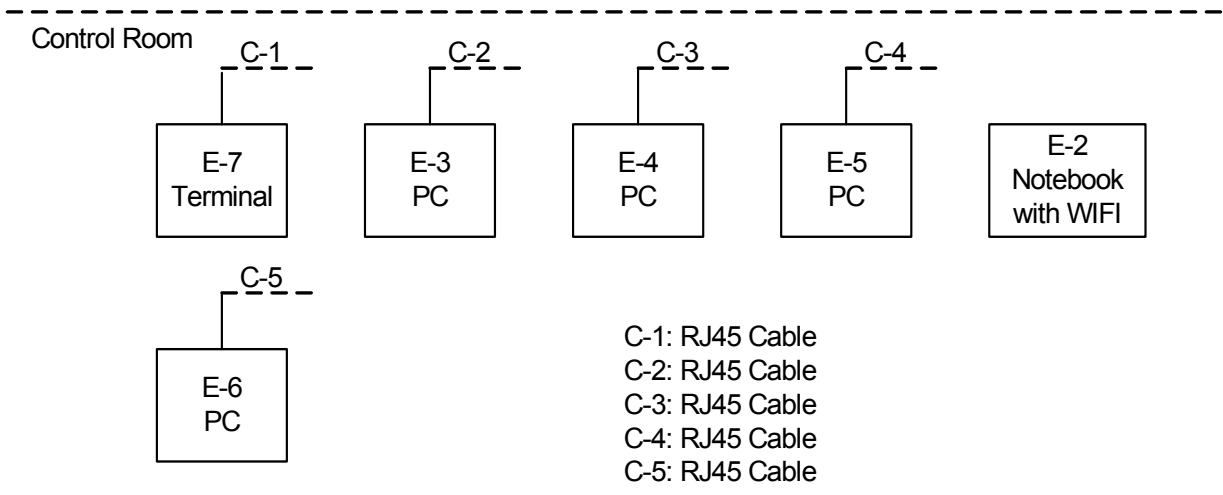 Control Room
C-1
C-2
C-3
C-4
E-7
Terminal
E-3
PC
E-4
PC
E-5
PC
E-2
Notebook
with WIFI
C-5
E-6
PC
C-1: RJ45 Cable
C-2: RJ45 Cable
C-3: RJ45 Cable
C-4: RJ45 Cable
C-5: RJ45 Cable